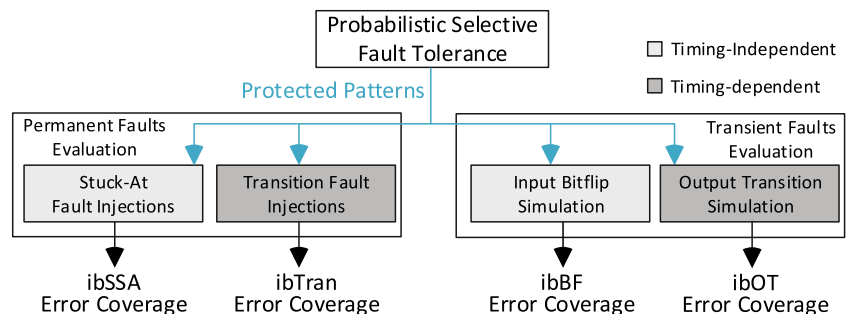 Probabilistic Selective
Fault Tolerance
Timing-Independent
Timing-dependent
Protected Patterns
Permanent Faults
Evaluation
Transient Faults
Evaluation
Stuck-At
Fault Injections
Transition Fault
Injections
Input Bitflip
Simulation
Output Transition
Simulation
ibSSA
Error Coverage
ibTran
Error Coverage
ibBF
Error Coverage
ibOT
Error Coverage